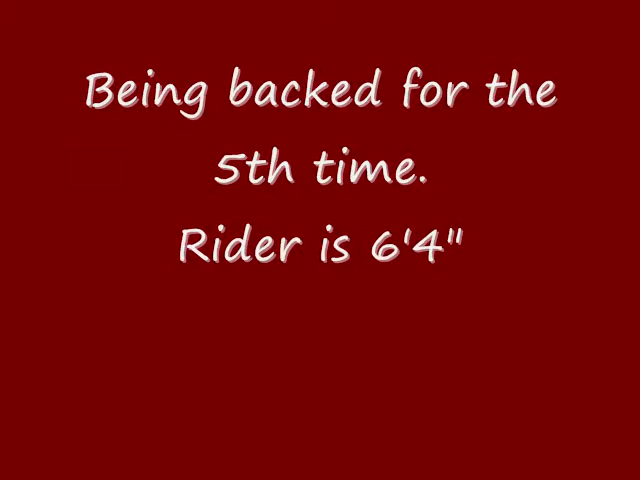 Being backed for the
5th time.
Rider is 6'4"